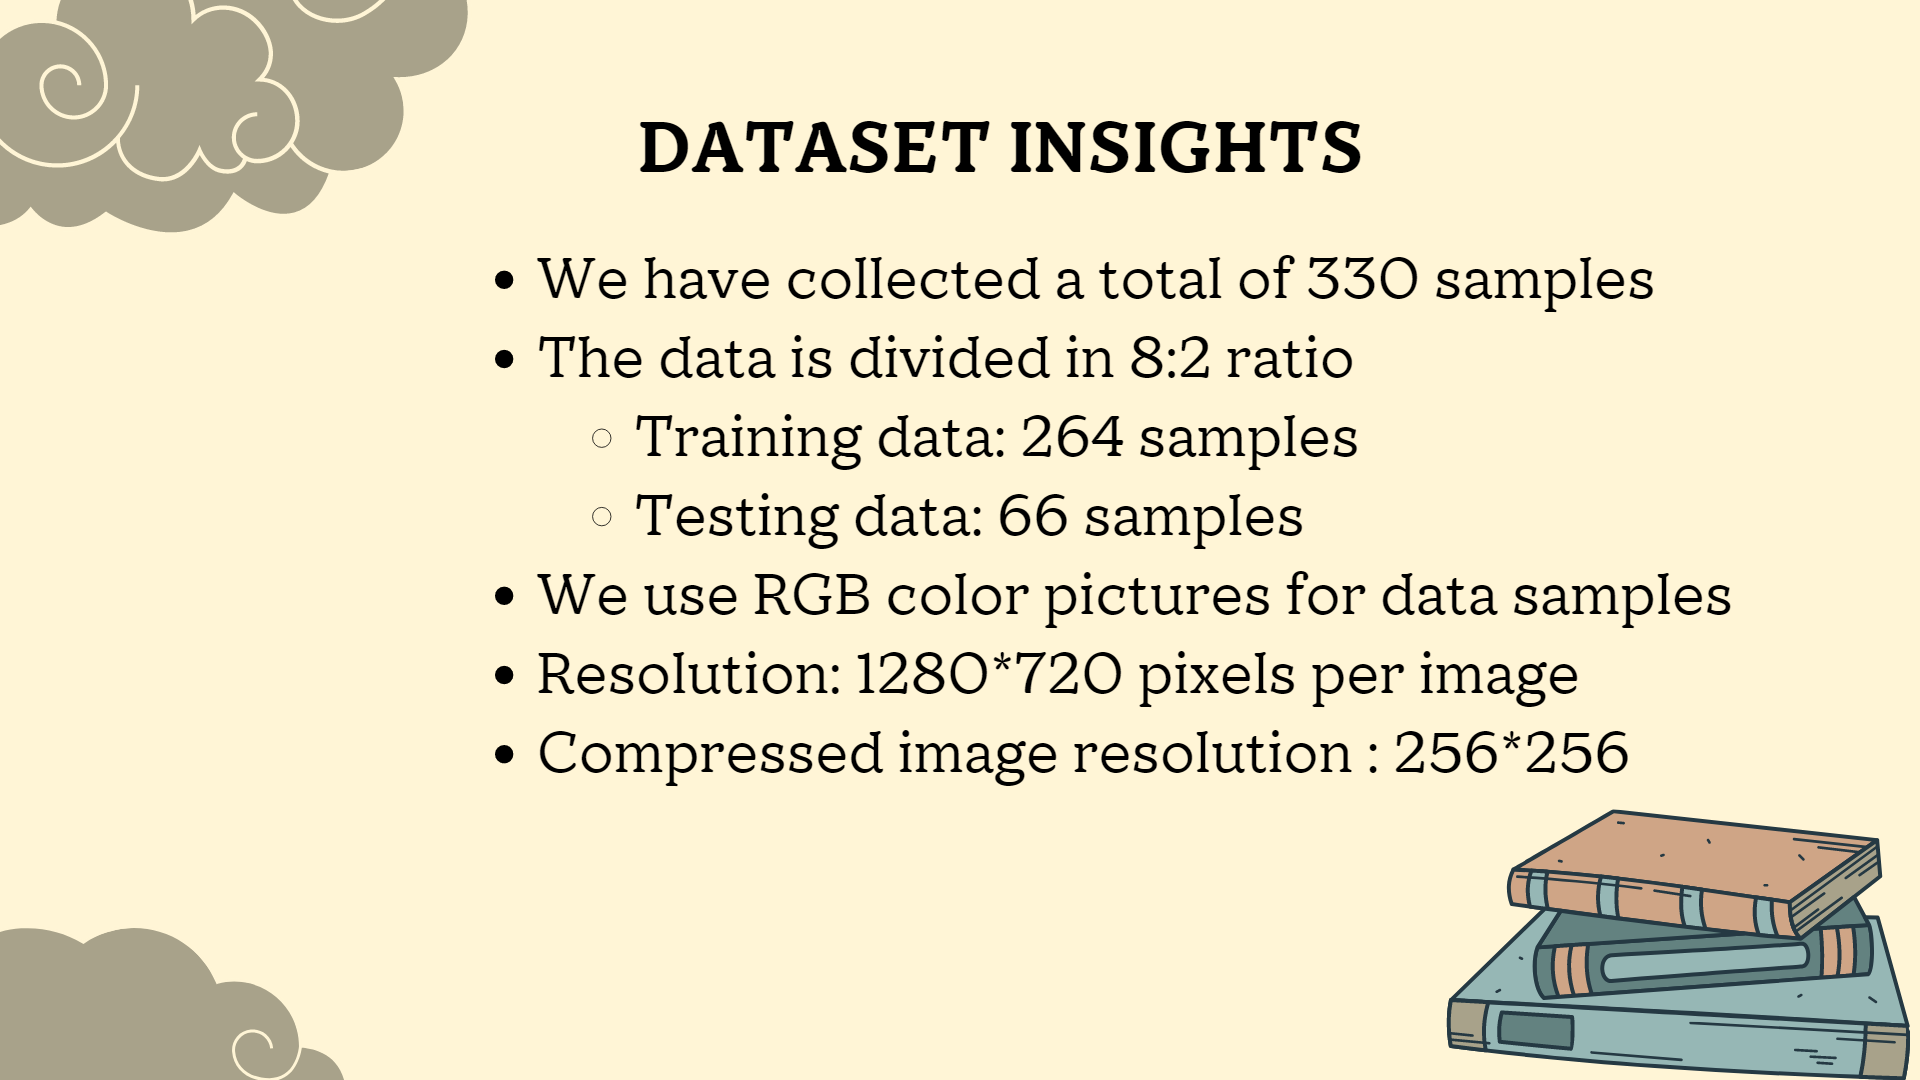 DATASET INSIGHTS
• We have collected a total of 330 samples
• The data is divided in 8:2 ratio
○ Training data: 264 samples
○ Testing data: 66 samples
• We use RGB color pictures for data samples
• Resolution: 1280*720 pixels per image
• Compressed image resolution : 256*256